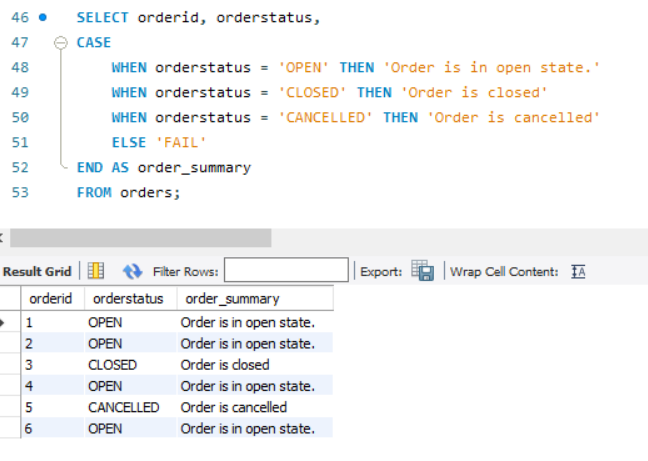 46 SELECT orderid, orderstatus,
47 CASE
48 WHEN orderstatus = 'OPEN' THEN 'Order is in open state.'
49 WHEN orderstatus = 'CLOSED' THEN 'Order is closed'
50 WHEN orderstatus = 'CANCELLED' THEN 'Order is cancelled'
51 ELSE 'FAIL'
52 END AS order_summary
53 FROM orders;
Result Grid Filter Rows: Export: Wrap Cell Content: IA
orderid orderstatus order_summary
1 OPEN Order is in open state.
2 OPEN Order is in open state.
3 CLOSED Order is closed
4 OPEN Order is in open state.
5 CANCELLED Order is cancelled
6 OPEN Order is in open state.